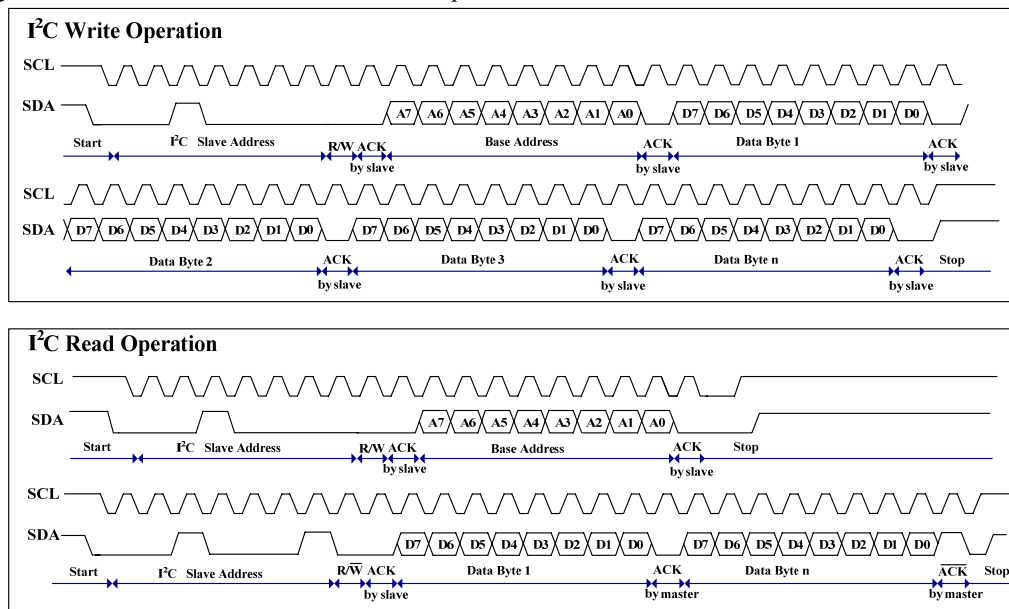 I²C Write Operation
SCL
SDA A7 A6 A5 A4 A3 A2 A1 A0 D7 D6 D5 D4 D3 D2 D1 D0
Start I²C Slave Address R/W ACK by slave Base Address ACK by slave Data Byte 1 ACK by slave
SCL
SDA D7 D6 D5 D4 D3 D2 D1 D0 D7 D6 D5 D4 D3 D2 D1 D0 D7 D6 D5 D4 D3 D2 D1 D0
Data Byte 2 ACK by slave Data Byte 3 ACK by slave Data Byte n ACK by slave Stop
I²C Read Operation
SCL
SDA A7 A6 A5 A4 A3 A2 A1 A0
Start I²C Slave Address R/W ACK by slave Base Address ACK by slave Stop
SCL
SDA D7 D6 D5 D4 D3 D2 D1 D0 D7 D6 D5 D4 D3 D2 D1 D0
Start I²C Slave Address R/W̅ ACK by slave Data Byte 1 ACK by master Data Byte n A̅C̅K̅ by master Stop